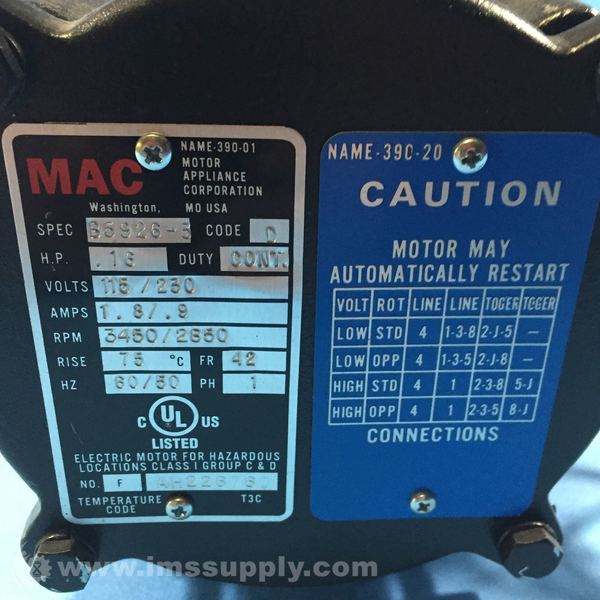 NAME-390-01
MAC
MOTOR
APPLIANCE
CORPORATION
Washington, MO USA
SPEC B5926-5 CODE D
H.P. .16 DUTY CONT.
VOLTS 115/230
AMPS 1.8/.9
RPM 3450/2850
RISE 75 °C FR 42
HZ 60/50 PH 1
C UL US
LISTED
ELECTRIC MOTOR FOR HAZARDOUS
LOCATIONS CLASS I GROUP C & D
NO. F
TEMPERATURE
CODE
T3C
NAME-390-20
CAUTION
MOTOR MAY
AUTOMATICALLY RESTART
VOLT ROT LINE LINE TOGER TOGER
LOW STD 4 1-3-8 2-J-5 —
LOW OPP 4 1-3-5 2-J-8 —
HIGH STD 4 1 2-3-8 5-J
HIGH OPP 4 1 2-3-5 8-J
CONNECTIONS
www.imssupply.com